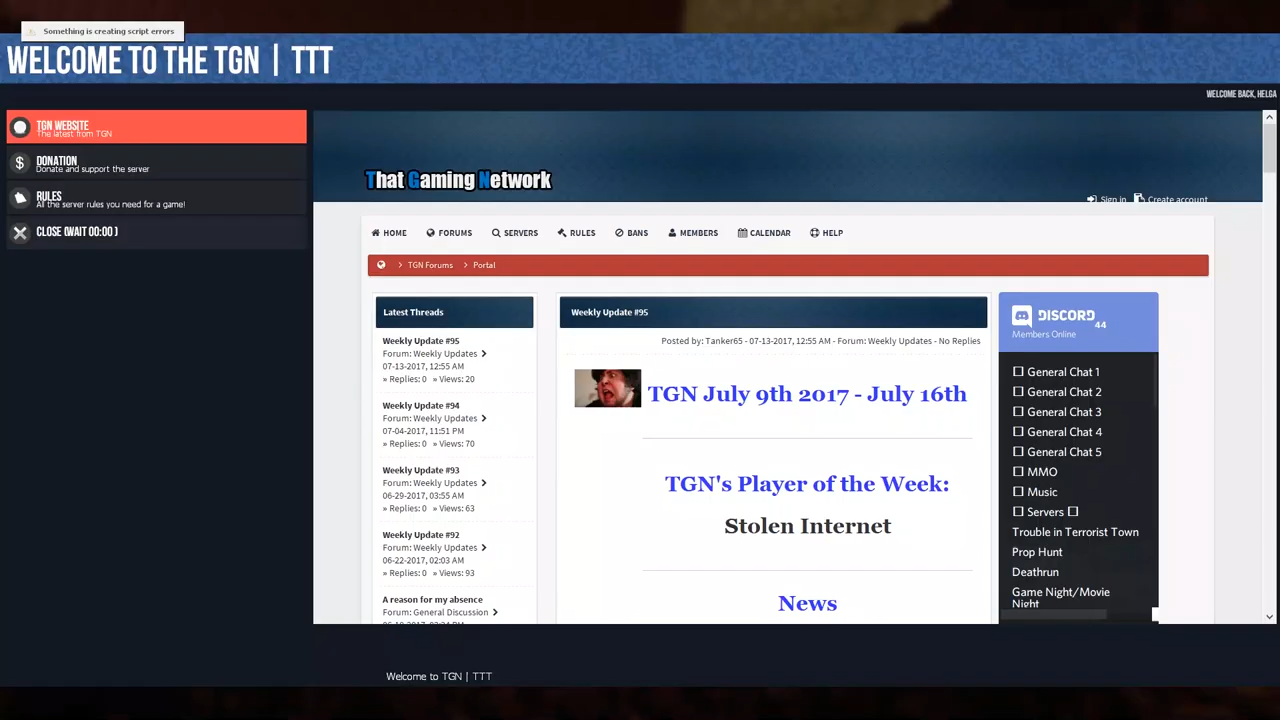 Something is creating script errors
WELCOME TO THE TGN | TTT
WELCOME BACK, HELGA
TGN WEBSITE
The latest from TGN
DONATION
Donate and support the server
RULES
All the server rules you need for a game!
CLOSE (WAIT 00:00 )
That Gaming Network
Sign in Create account
HOME FORUMS SERVERS RULES BANS MEMBERS CALENDAR HELP
TGN Forums Portal
Latest Threads
Weekly Update #95
Forum: Weekly Updates
07-13-2017, 12:55 AM
» Replies: 0 » Views: 20
Weekly Update #94
Forum: Weekly Updates
07-04-2017, 11:51 PM
» Replies: 0 » Views: 70
Weekly Update #93
Forum: Weekly Updates
06-29-2017, 03:55 AM
» Replies: 0 » Views: 63
Weekly Update #92
Forum: Weekly Updates
06-22-2017, 02:03 AM
» Replies: 0 » Views: 93
A reason for my absence
Forum: General Discussion
Weekly Update #95
Posted by: Tanker65 - 07-13-2017, 12:55 AM - Forum: Weekly Updates - No Replies
TGN July 9th 2017 - July 16th
TGN's Player of the Week:
Stolen Internet
News
DISCORD 44
Members Online
General Chat 1
General Chat 2
General Chat 3
General Chat 4
General Chat 5
MMO
Music
Servers
Trouble in Terrorist Town
Prop Hunt
Deathrun
Game Night/Movie
Night
Welcome to TGN | TTT